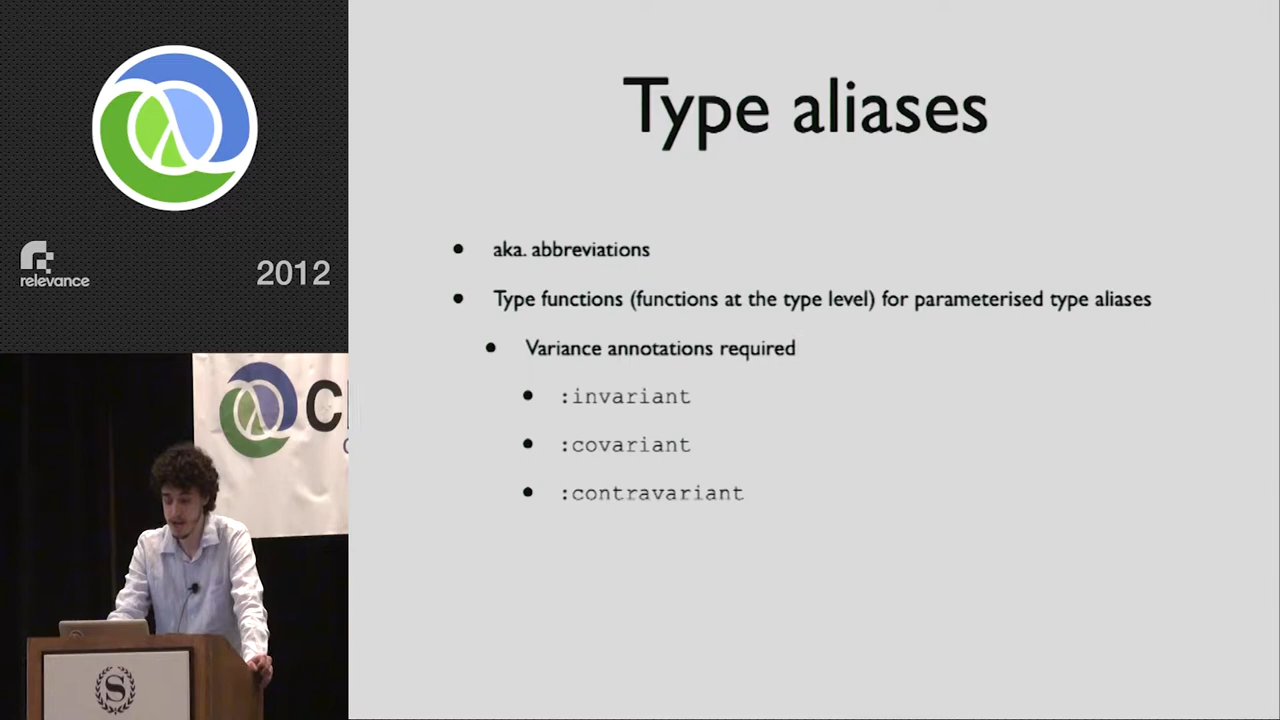 relevance
2012
C
S
Type aliases
aka. abbreviations
Type functions (functions at the type level) for parameterised type aliases
Variance annotations required
:invariant
:covariant
:contravariant